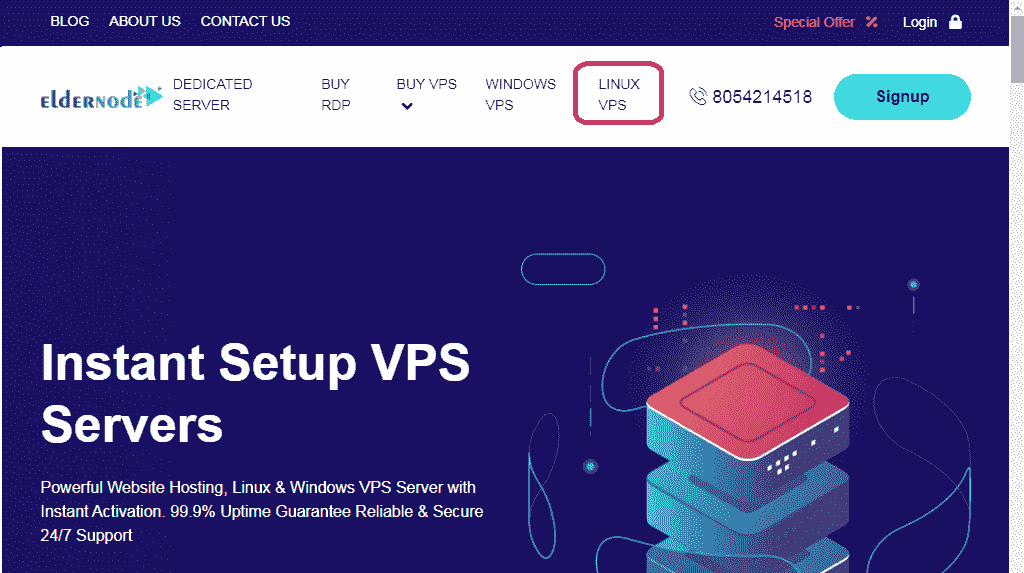 BLOG ABOUT US CONTACT US Special Offer Login
ELDERNODE DEDICATED SERVER BUY RDP BUY VPS WINDOWS VPS LINUX VPS 8054214518 Signup
Instant Setup VPS
Servers
Powerful Website Hosting, Linux & Windows VPS Server with
Instant Activation. 99.9% Uptime Guarantee Reliable & Secure
24/7 Support